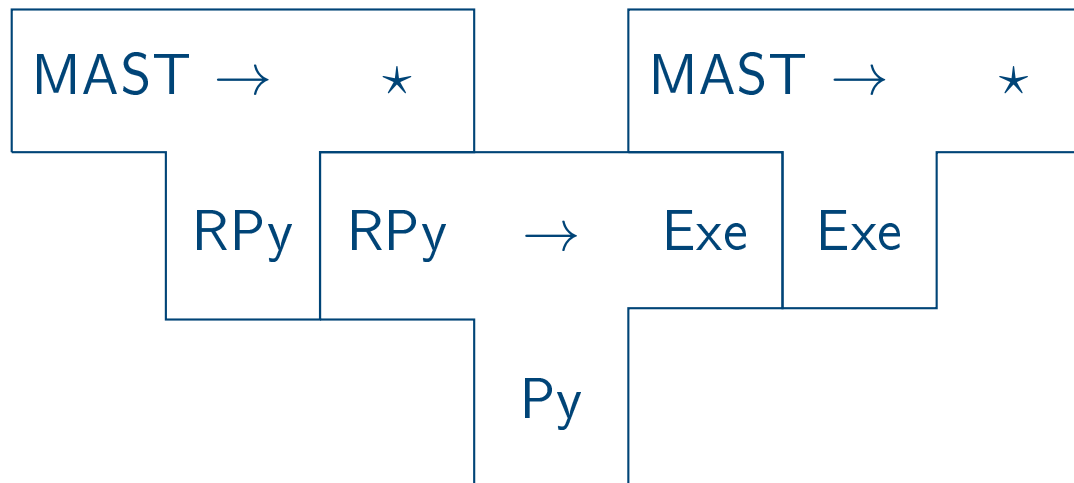 MAST → ⋆ MAST → ⋆
RPy RPy → Exe Exe
Py